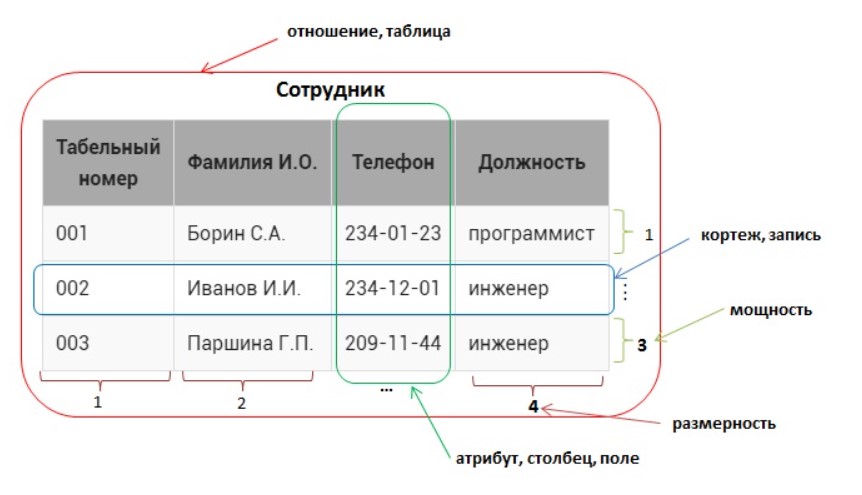 отношение, таблица
Сотрудник
Табельный номер Фамилия И.О. Телефон Должность
001 Борин С.А. 234-01-23 программист 1
кортеж, запись
002 Иванов И.И. 234-12-01 инженер ⋮
мощность
003 Паршина Г.П. 209-11-44 инженер 3
1 2 ... 4
размерность
атрибут, столбец, поле